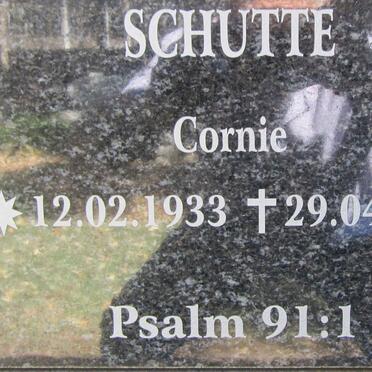 SCHUTTE
Cornie
12.02.1933 ✝ 29.04
Psalm 91:1